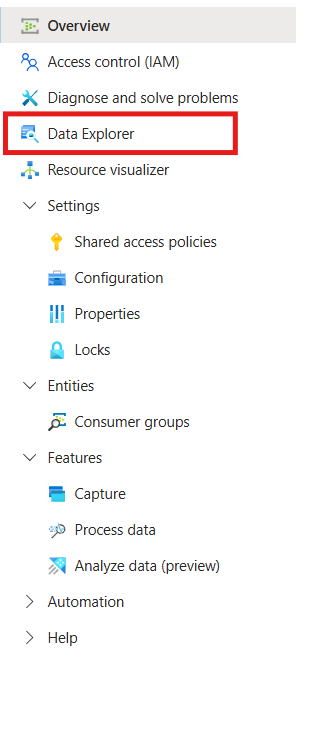 Overview
Access control (IAM)
Diagnose and solve problems
Data Explorer
Resource visualizer
Settings
Shared access policies
Configuration
Properties
Locks
Entities
Consumer groups
Features
Capture
Process data
Analyze data (preview)
Automation
Help